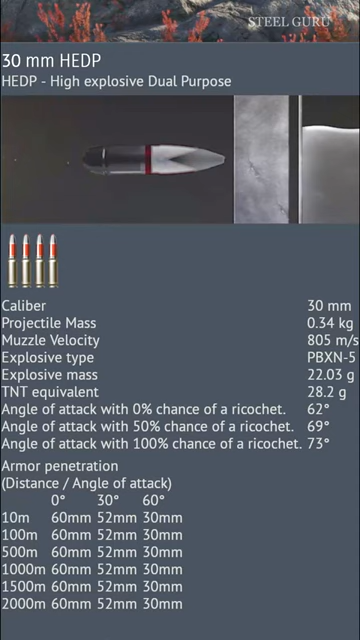 STEEL GURU
30 mm HEDP
HEDP - High explosive Dual Purpose
Caliber 30 mm
Projectile Mass 0.34 kg
Muzzle Velocity 805 m/s
Explosive type PBXN-5
Explosive mass 22.03 g
TNT equivalent 28.2 g
Angle of attack with 0% chance of a ricochet. 62°
Angle of attack with 50% chance of a ricochet. 69°
Angle of attack with 100% chance of a ricochet. 73°
Armor penetration
(Distance / Angle of attack)
0° 30° 60°
10m 60mm 52mm 30mm
100m 60mm 52mm 30mm
500m 60mm 52mm 30mm
1000m 60mm 52mm 30mm
1500m 60mm 52mm 30mm
2000m 60mm 52mm 30mm